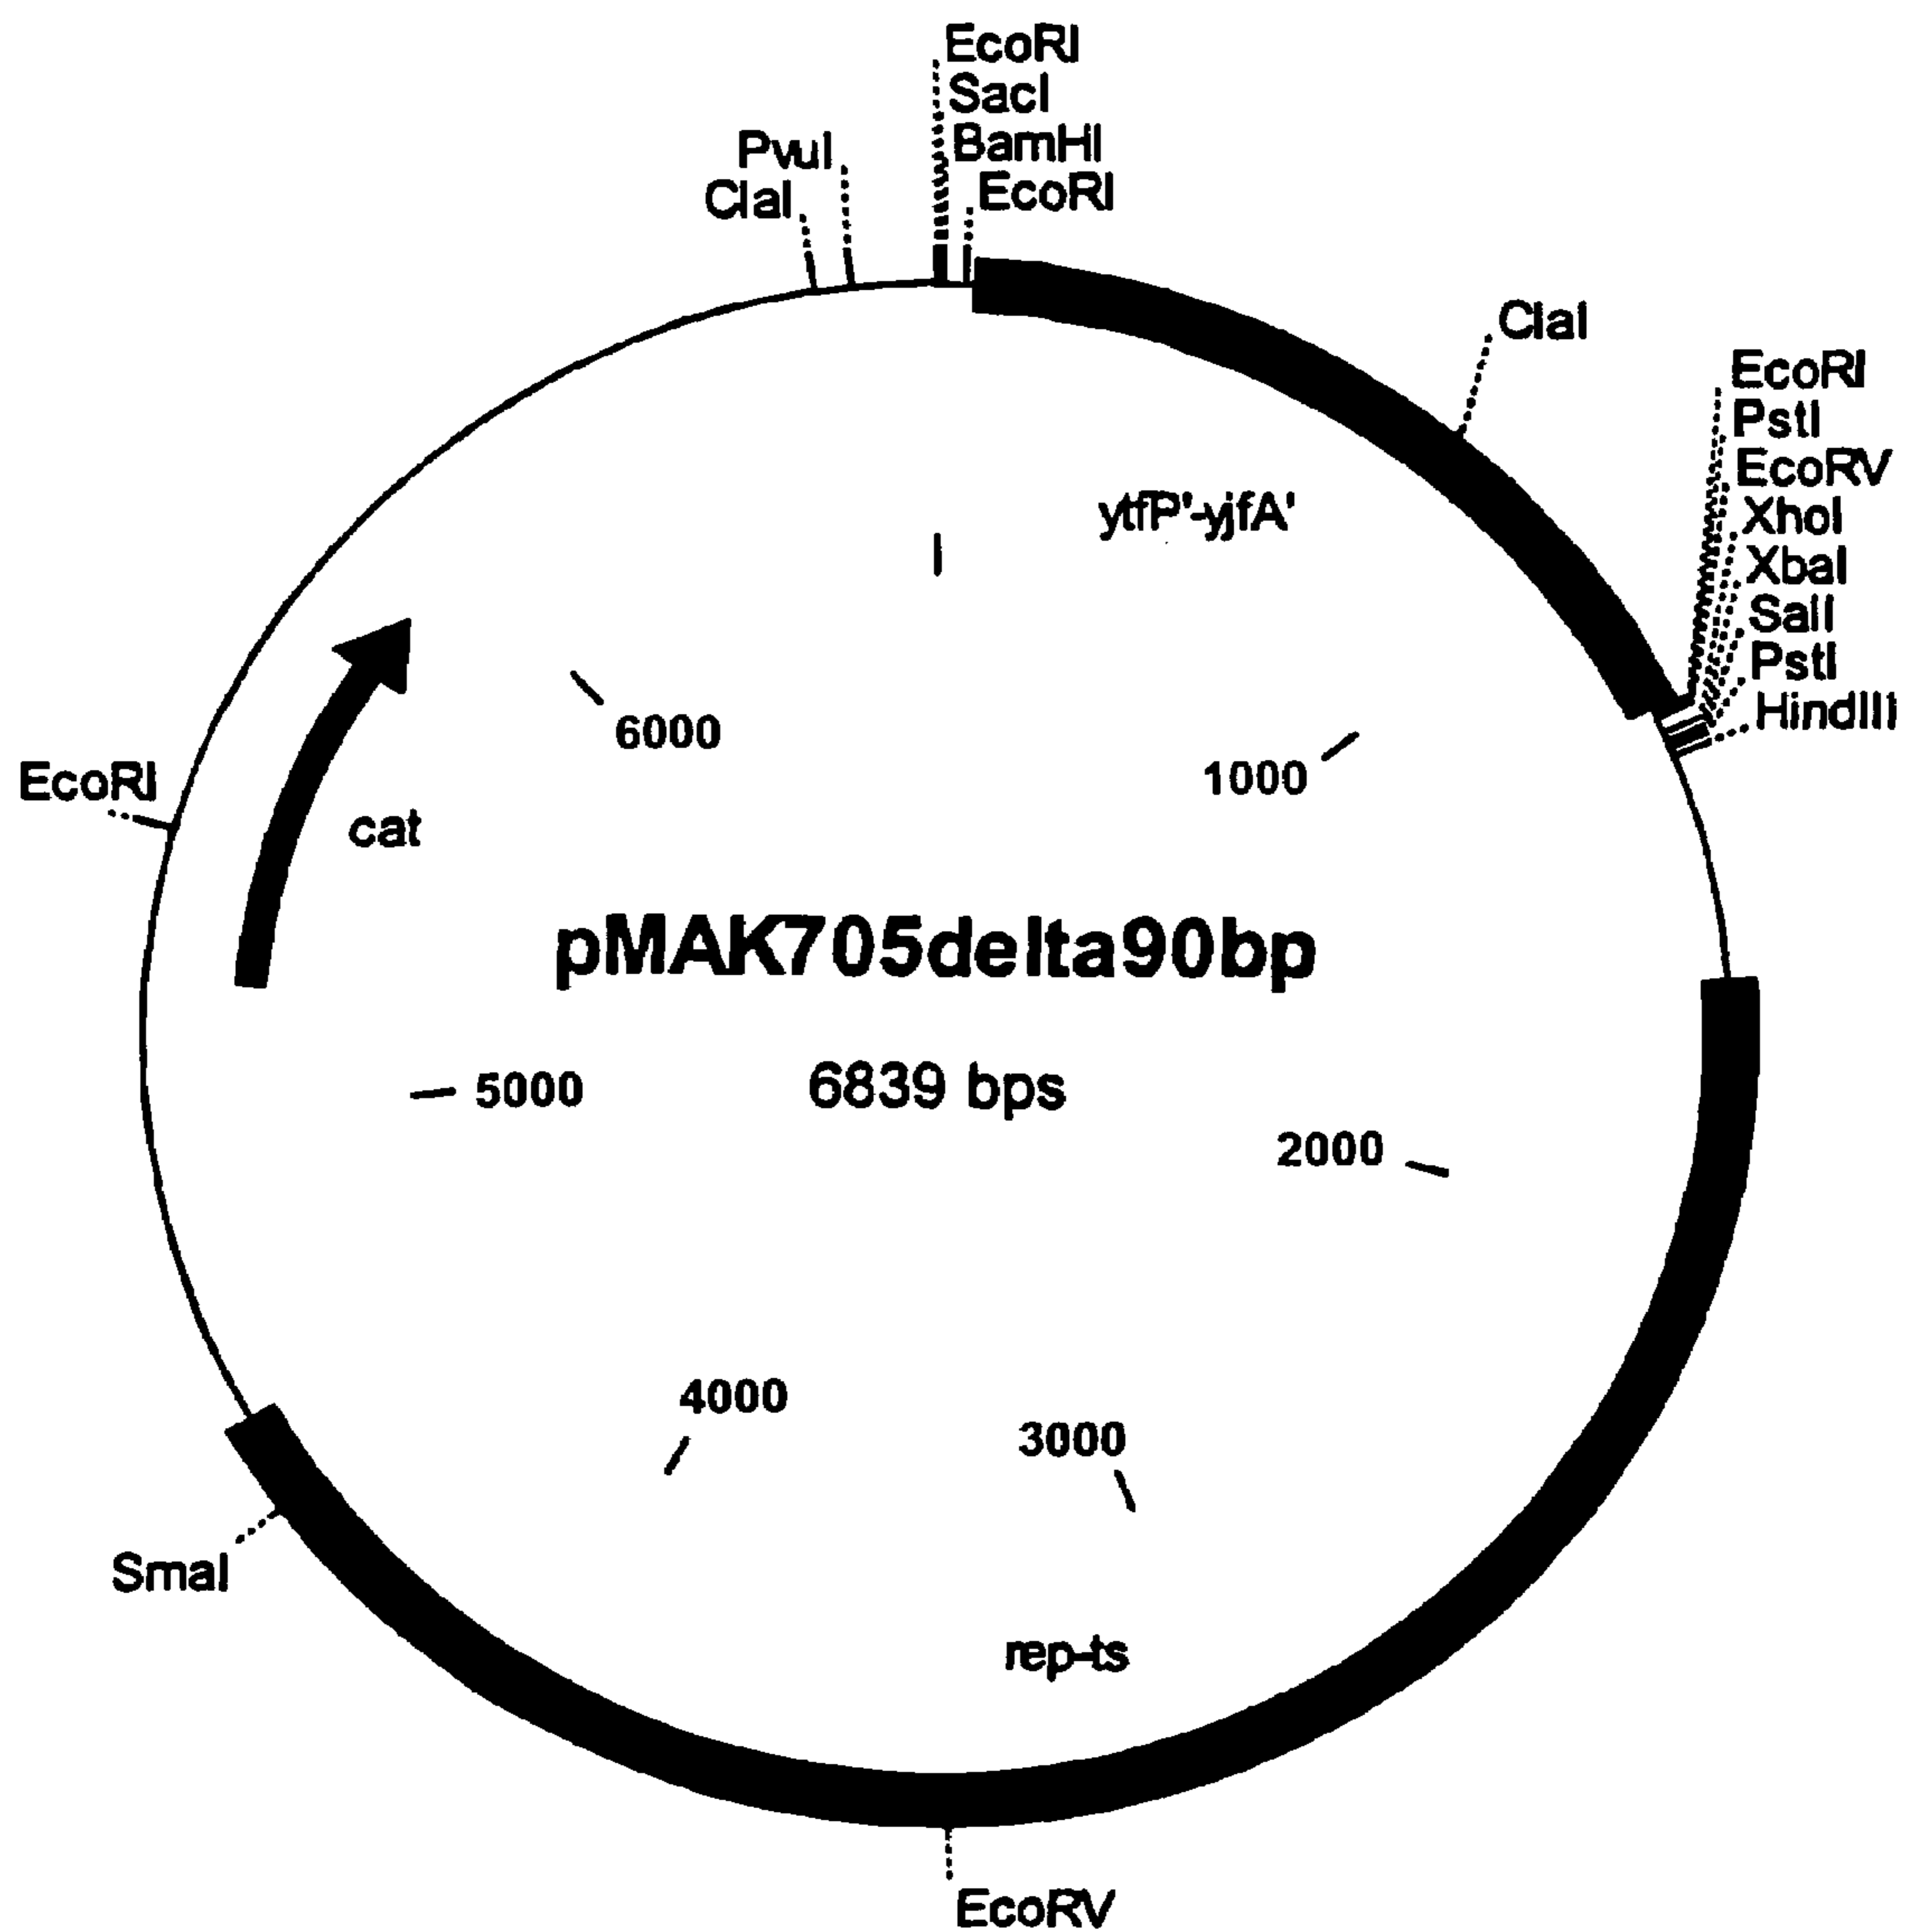 EcoRI
SacI
BamHI
EcoRI
PvuI
ClaI
ClaI
EcoRI
PstI
EcoRV
XhoI
XbaI
SalI
PstI
HindIII
ytfP'-yjfA'
6000
1000
EcoRI
cat
pMAK705delta90bp
6839 bps
5000
2000
4000
3000
SmaI
rep-ts
EcoRV